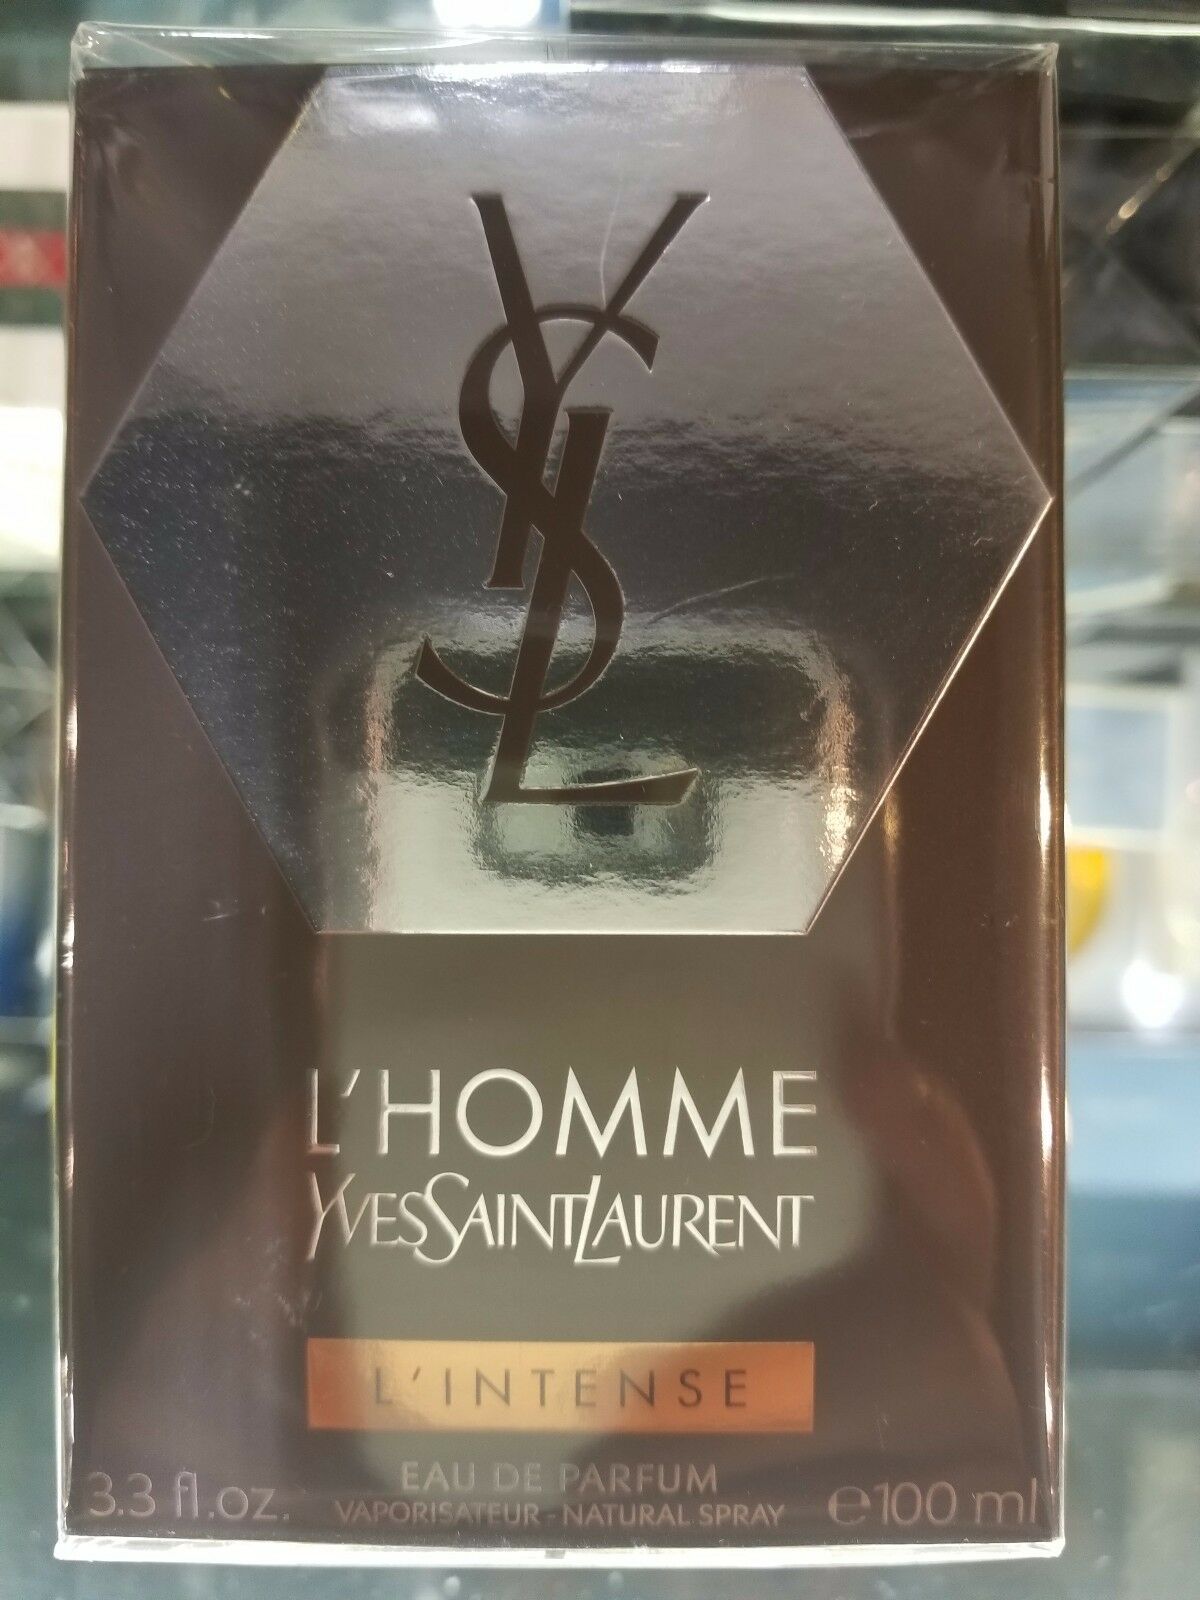 YSL
L'HOMME
YVESSAINTLAURENT
L'INTENSE
EAU DE PARFUM
3.3 fl.oz. VAPORISATEUR - NATURAL SPRAY ℮100 ml